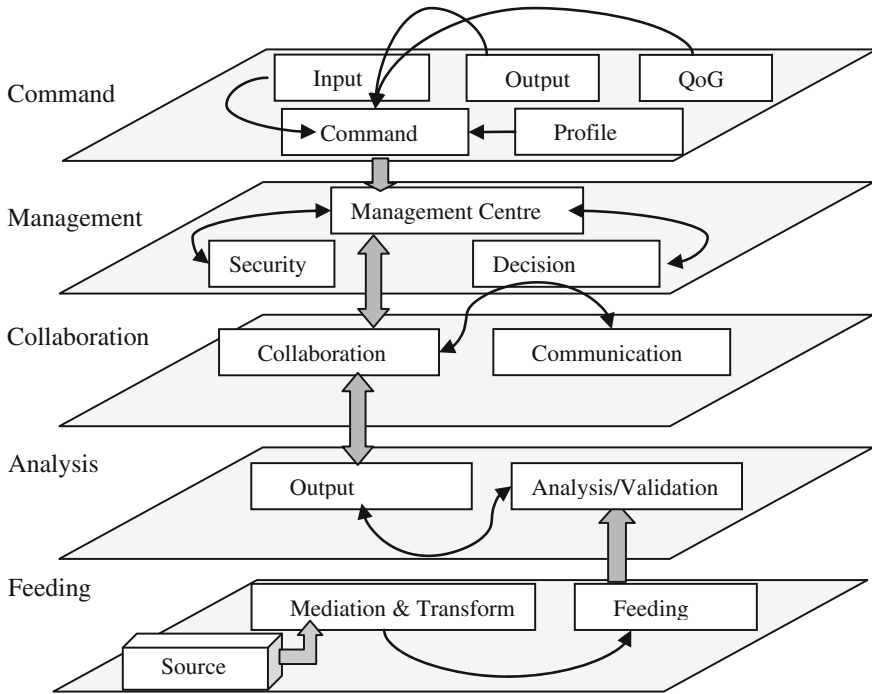 Command
Input
Output
QoG
Command
Profile
Management
Management Centre
Security
Decision
Collaboration
Collaboration
Communication
Analysis
Output
Analysis/Validation
Feeding
Mediation & Transform
Feeding
Source